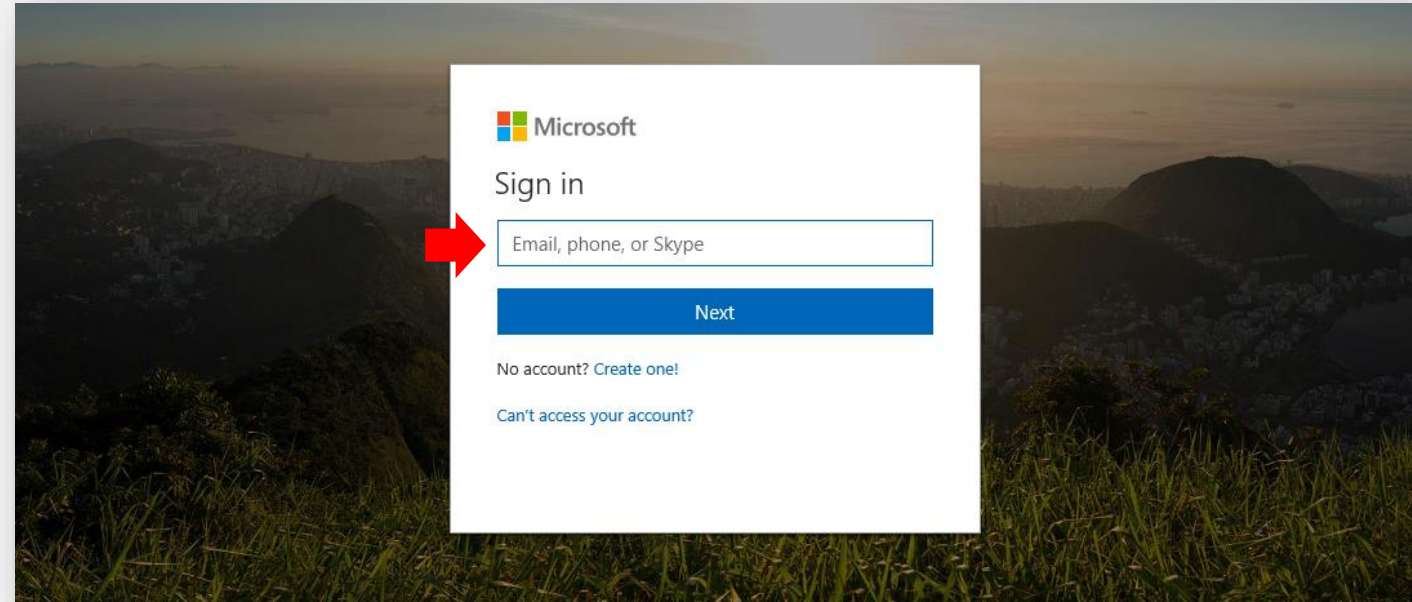 Microsoft
Sign in
Email, phone, or Skype
Next
No account? Create one!
Can't access your account?